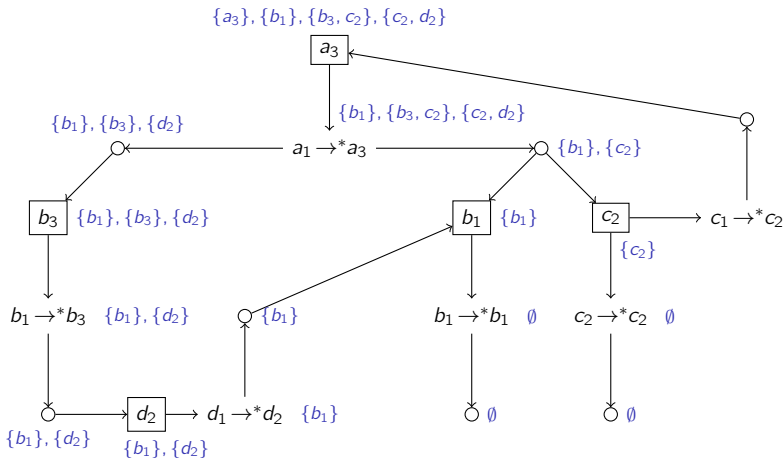 {a₃}, {b₁}, {b₃, c₂}, {c₂, d₂}
a₃
{b₁}, {b₃, c₂}, {c₂, d₂}
{b₁}, {b₃}, {d₂}
a₁ →* a₃
{b₁}, {c₂}
b₃
{b₁}, {b₃}, {d₂}
b₁
{b₁}
c₂
c₁ →* c₂
{c₂}
b₁ →* b₃
{b₁}, {d₂}
{b₁}
b₁ →* b₁
∅
c₂ →* c₂
∅
d₂
d₁ →* d₂
{b₁}
∅
∅
{b₁}, {d₂}
{b₁}, {d₂}